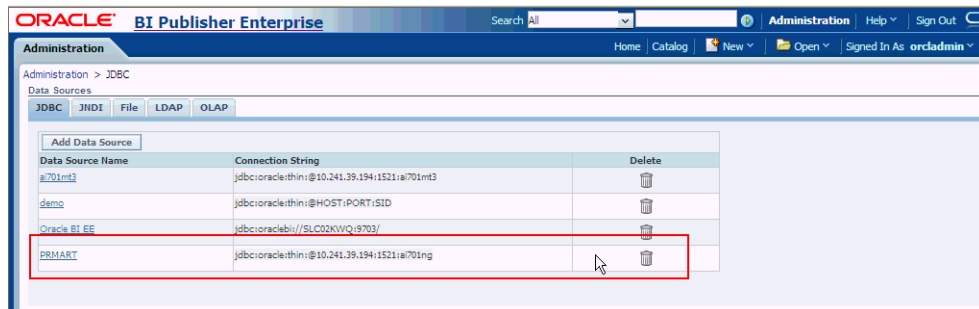 ORACLE BI Publisher Enterprise Search All Administration Help Sign Out
Administration Home Catalog New Open Signed In As orcladmin
Administration > JDBC
Data Sources
JDBC JNDI File LDAP OLAP
Add Data Source
Data Source Name Connection String Delete
ai701mt3 jdbc:oracle:thin:@10.241.39.194:1521:ai701mt3
demo jdbc:oracle:thin:@HOST:PORT:SID
Oracle BI EE jdbc:oraclebi://SLC02KWQ:9703/
PRMART jdbc:oracle:thin:@10.241.39.194:1521:ai701ng